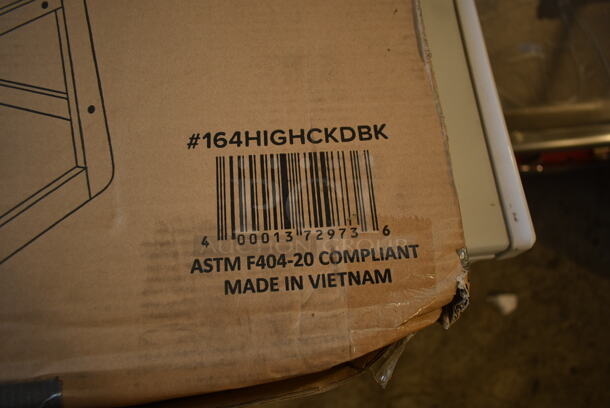 #164HIGHCKDBK
4 00013 72973 6
ASTM F404-20 COMPLIANT
MADE IN VIETNAM